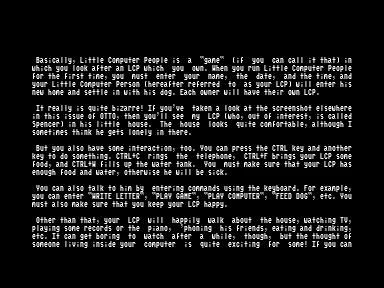 Basically, Little Computer People is a "game" (if you can call it that) in
which you look after an LCP which you own. When you run Little Computer People
for the first time, you must enter your name, the date, and the time, and
your Little Computer Person (hereafter referred to as your LCP) will enter his
new home and settle in with his dog. Each owner will have their own LCP.
It really is quite bizarre! If you've taken a look at the screenshot elsewhere
in this issue of OTTO, then you'll see my LCP (who, out of interest, is called
Spencer) in his little house. The house looks quite comfortable, although I
sometimes think he gets lonely in there.
But you also have some interaction, too. You can press the CTRL key and another
key to do something. CTRL+C rings the telephone, CTRL+F brings your LCP some
food, and CTRL+W fills up the water tank. You must make sure that your LCP has
enough food and water, otherwise he will be sick.
You can also talk to him by entering commands using the keyboard. For example,
you can enter "WRITE LETTER", "PLAY GAME", "PLAY COMPUTER", "FEED DOG", etc. You
must also make sure that you keep your LCP happy.
Other than that, your LCP will happily walk about the house, watching TV,
playing some records or the piano, 'phoning his friends, eating and drinking,
etc. It can get boring to watch after a while, though, but the thought of
someone living inside your computer is quite exciting for some! If you can